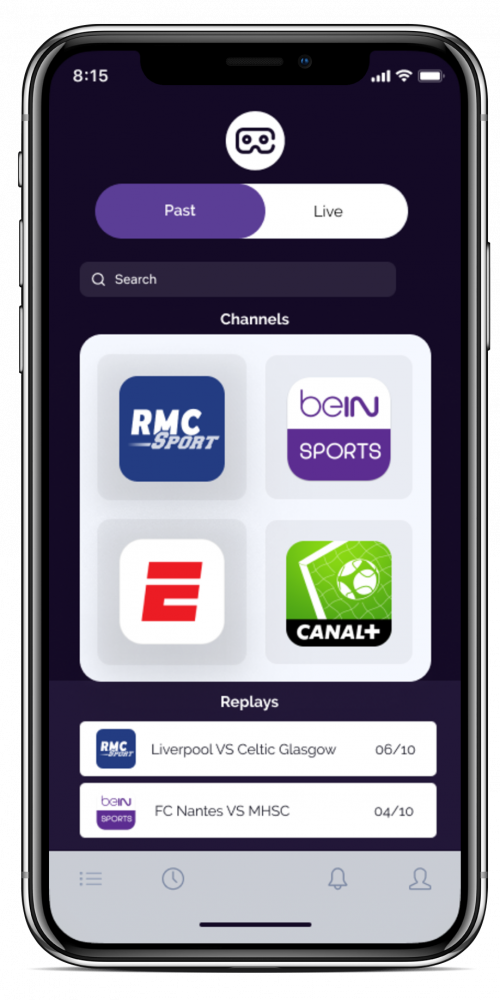 8:15
Past
Live
Search
Channels
RMC
SPORT
beIN
SPORTS
E
CANAL+
Replays
RMC
SPORT
Liverpool VS Celtic Glasgow
06/10
beIN
SPORTS
FC Nantes VS MHSC
04/10